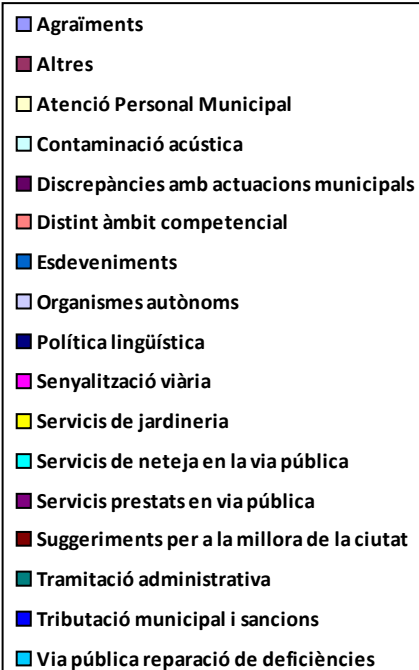 Agraïments
Altres
Atenció Personal Municipal
Contaminació acústica
Discrepàncies amb actuacions municipals
Distint àmbit competencial
Esdeveniments
Organismes autònoms
Política lingüística
Senyalització viària
Servicis de jardineria
Servicis de neteja en la via pública
Servicis prestats en via pública
Suggeriments per a la millora de la ciutat
Tramitació administrativa
Tributació municipal i sancions
Via pública reparació de deficiències